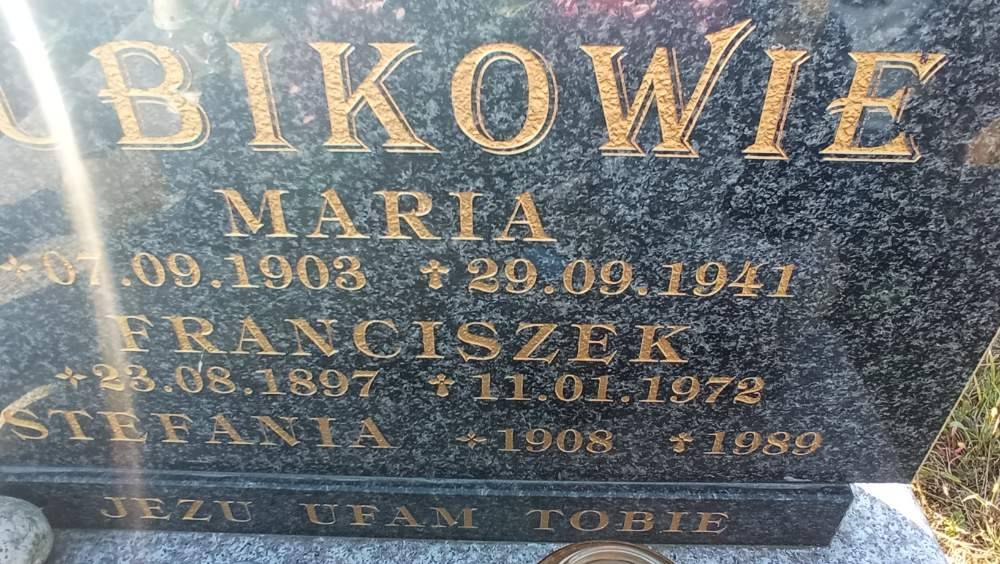 UBIKOWIE
MARIA
07.09.1903 29.09.1941
FRANCISZEK
23.08.1897 11.01.1972
STEFANIA 1908 1989
JEZU UFAM TOBIE